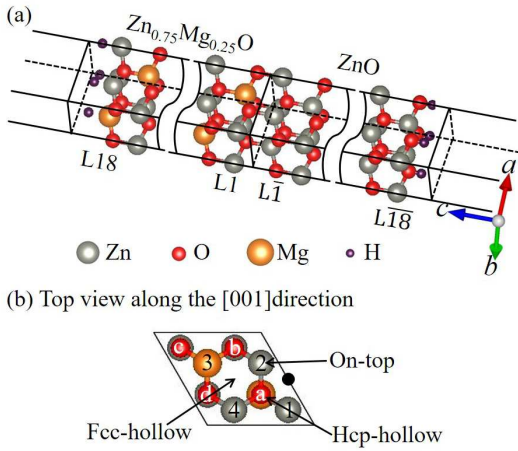 (a)
Zn0.75Mg0.25O
ZnO
L18
L1
L1̅
L1̅8̅
a
c
b
Zn
O
Mg
H
(b) Top view along the [001]direction
c
3
b
2
On-top
d
4
a
1
Fcc-hollow
Hcp-hollow